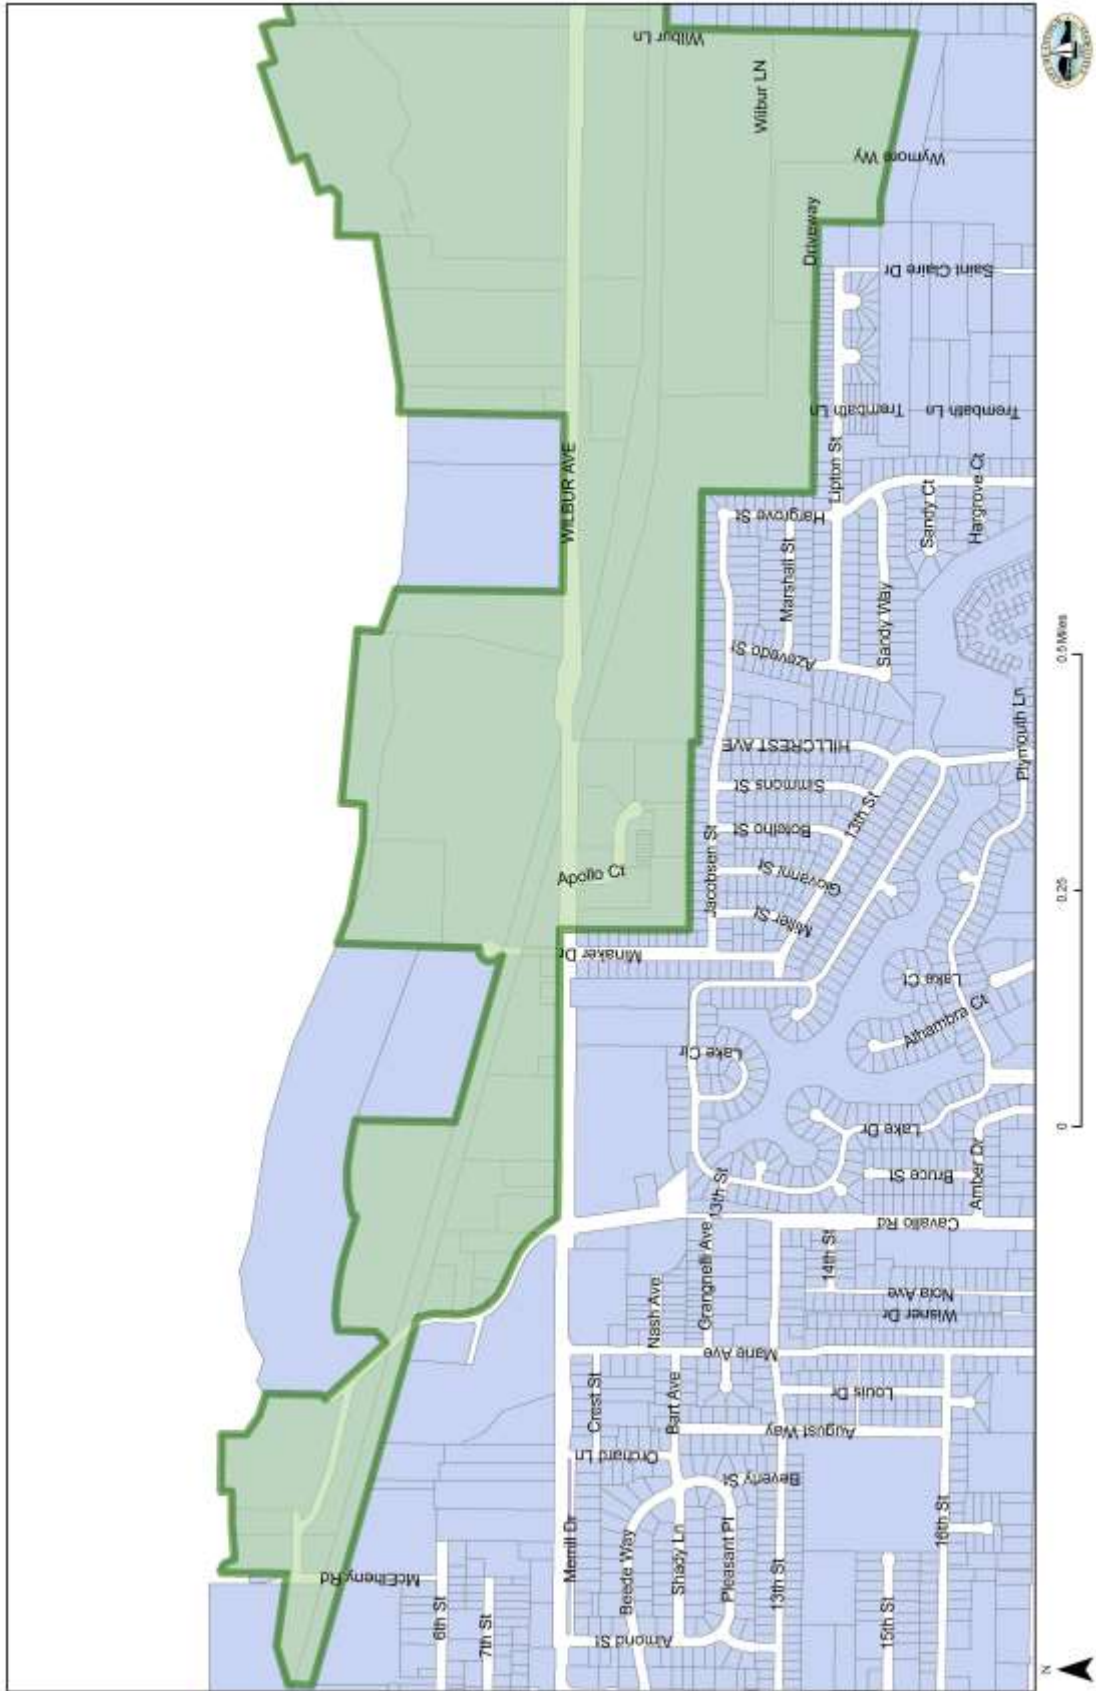 Wilbur Ln
Wilbur LN
Wymore Wy
Driveway
Saint Claire Dr
Trembath Ln
Trembath Ln
WILBUR AVE
Lipton St
Hargrove St
Marshall St
Sandy Ct
Hargrove Ct
Azevedo St
Sandy Way
HILLCREST AVE
Plymouth Ln
Simmons St
Botelho St
13th St
Apollo Ct
Jacobsen St
Giovanni St
Miller St
Minaker Dr
Lake Ct
Alhambra Ct
Lake Cir
Lake Dr
Bruce St
Amber Dr
13th St
Cavallo Rd
Grangnelli Ave
14th St
Nash Ave
Noia Ave
Wisner Dr
Marie Ave
Crest St
Bart Ave
Louis Dr
August Way
Orchard Ln
Beverly St
Merrill Dr
Beede Way
Shady Ln
Pleasant Pl
13th St
16th St
McElheny Rd
6th St
7th St
Almond St
15th St
0
0.25
0.5 Miles
N